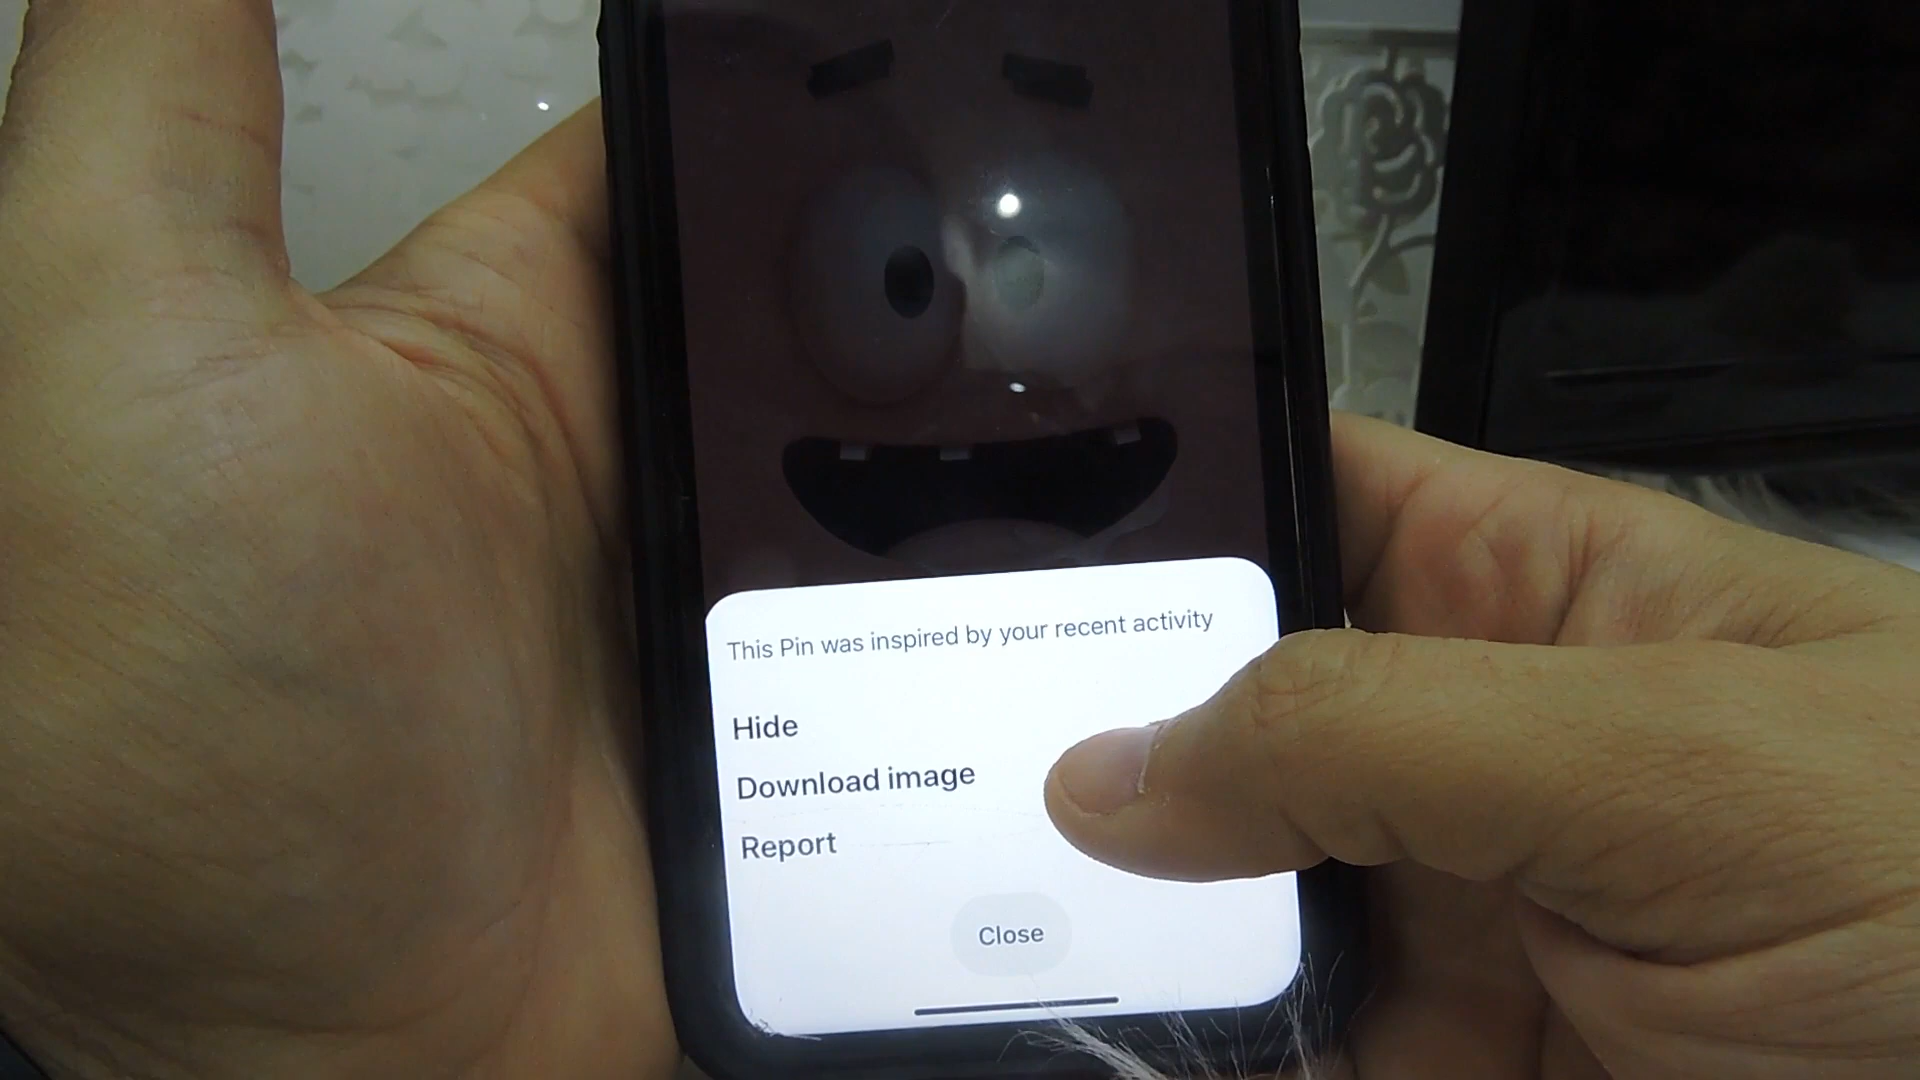 This Pin was inspired by your recent activity
Hide
Download image
Report
Close